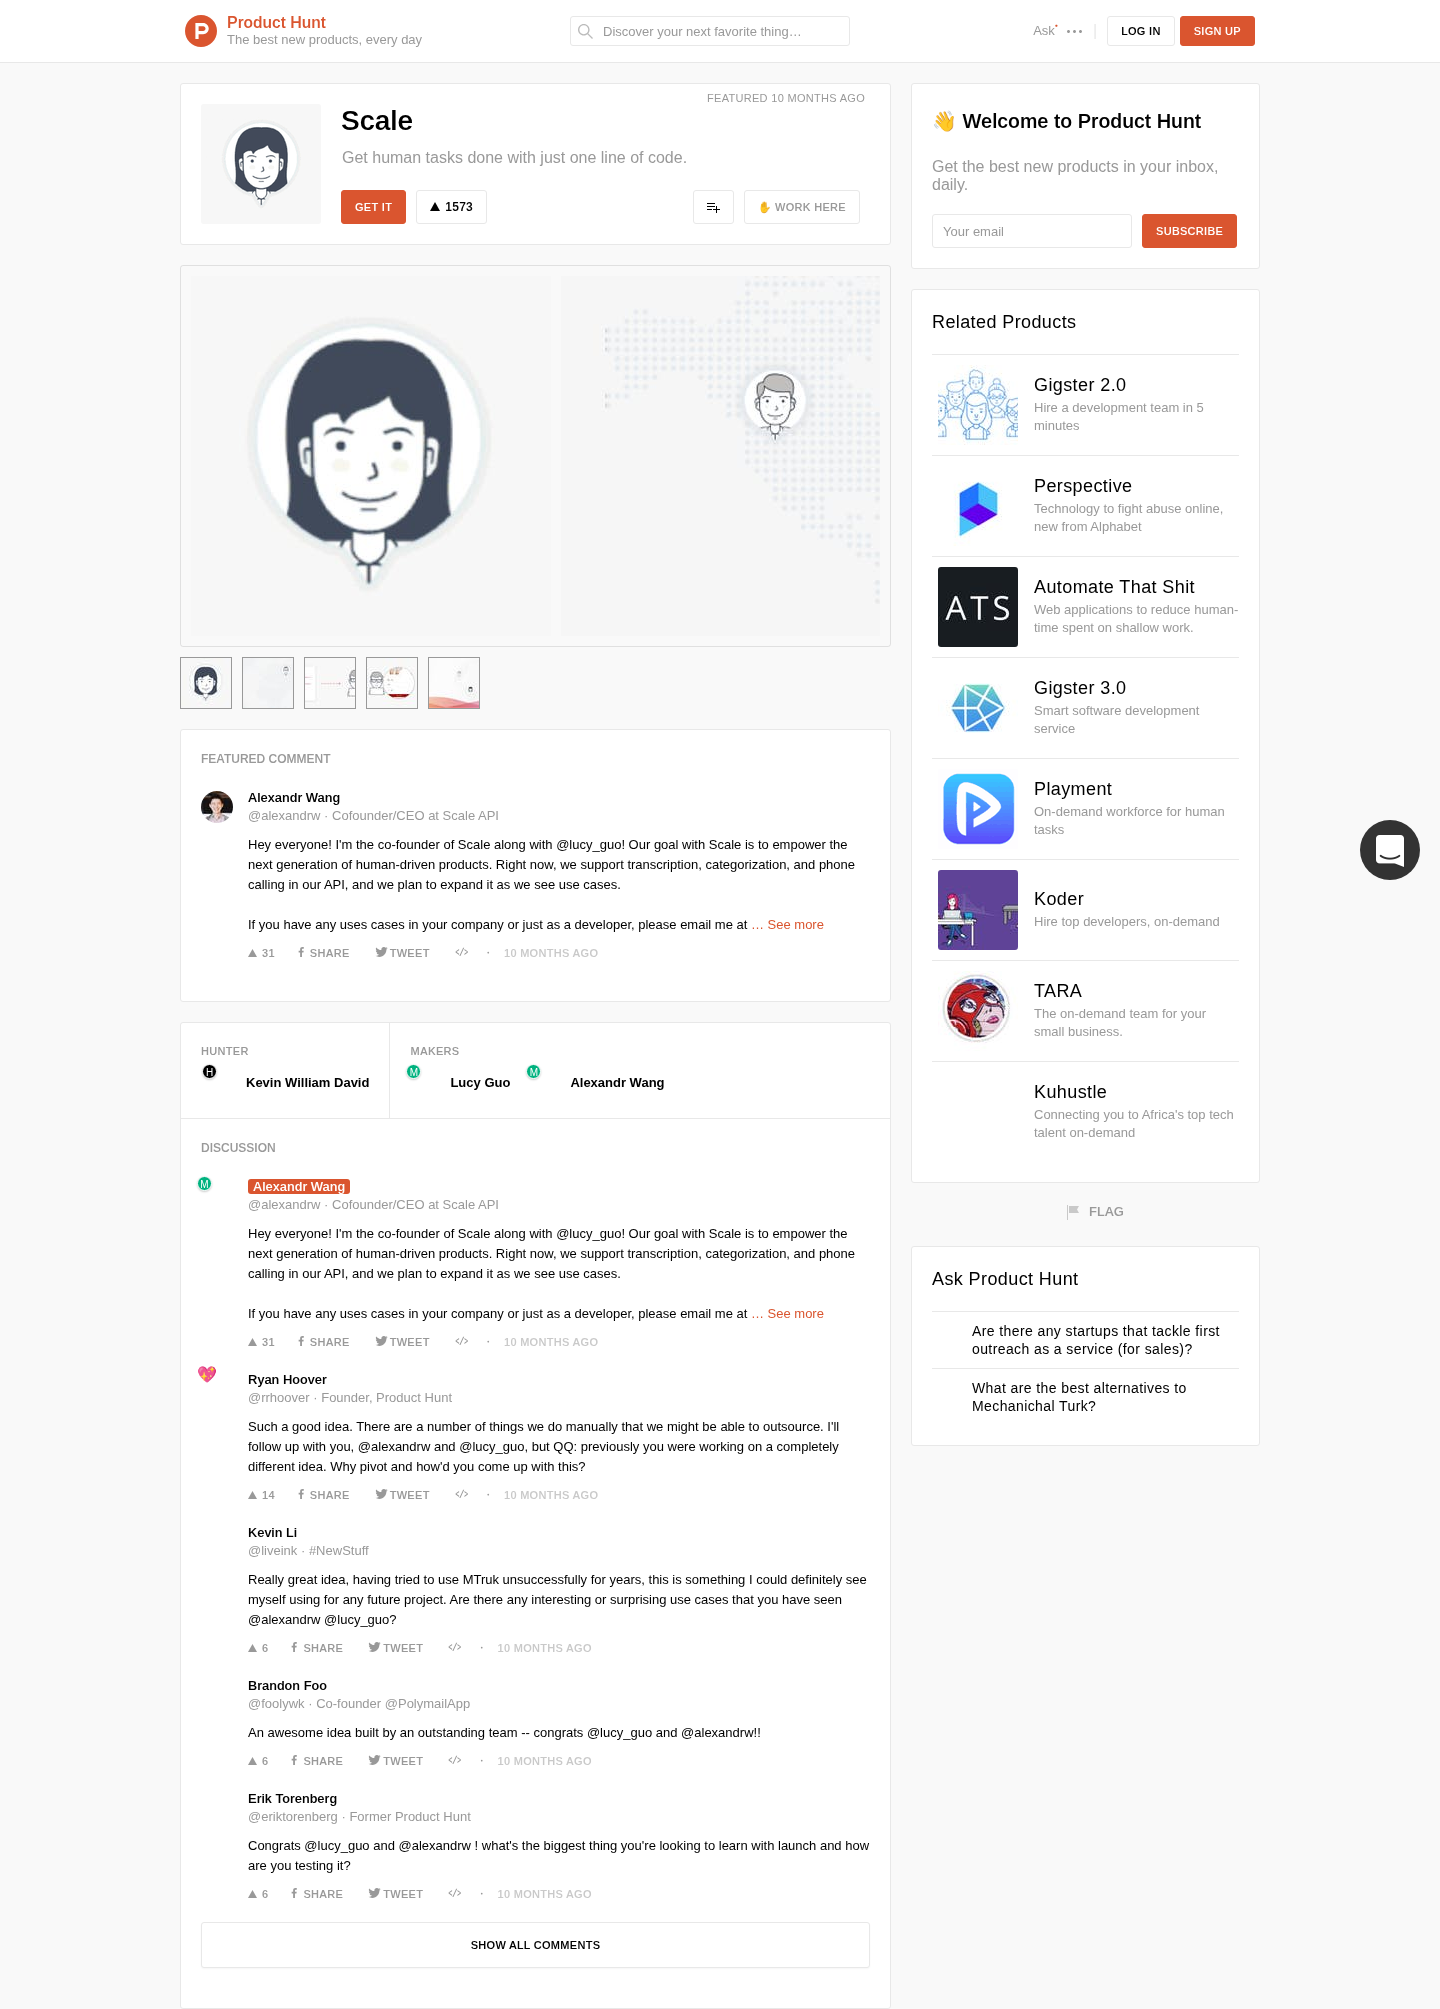 P
Product Hunt
The best new products, every day
Discover your next favorite thing…
Ask
LOG IN
SIGN UP
FEATURED 10 MONTHS AGO
Scale
Get human tasks done with just one line of code.
GET IT
1573
WORK HERE
FEATURED COMMENT
Alexandr Wang
@alexandrw · Cofounder/CEO at Scale API
Hey everyone! I'm the co-founder of Scale along with @lucy_guo! Our goal with Scale is to empower the
next generation of human-driven products. Right now, we support transcription, categorization, and phone
calling in our API, and we plan to expand it as we see use cases.
If you have any uses cases in your company or just as a developer, please email me at … See more
31 SHARE TWEET · 10 MONTHS AGO
HUNTER
H
Kevin William David
MAKERS
M
Lucy Guo
M
Alexandr Wang
DISCUSSION
M
Alexandr Wang
@alexandrw · Cofounder/CEO at Scale API
Hey everyone! I'm the co-founder of Scale along with @lucy_guo! Our goal with Scale is to empower the
next generation of human-driven products. Right now, we support transcription, categorization, and phone
calling in our API, and we plan to expand it as we see use cases.
If you have any uses cases in your company or just as a developer, please email me at … See more
31 SHARE TWEET · 10 MONTHS AGO
Ryan Hoover
@rrhoover · Founder, Product Hunt
Such a good idea. There are a number of things we do manually that we might be able to outsource. I'll
follow up with you, @alexandrw and @lucy_guo, but QQ: previously you were working on a completely
different idea. Why pivot and how'd you come up with this?
14 SHARE TWEET · 10 MONTHS AGO
Kevin Li
@liveink · #NewStuff
Really great idea, having tried to use MTruk unsuccessfully for years, this is something I could definitely see
myself using for any future project. Are there any interesting or surprising use cases that you have seen
@alexandrw @lucy_guo?
6 SHARE TWEET · 10 MONTHS AGO
Brandon Foo
@foolywk · Co-founder @PolymailApp
An awesome idea built by an outstanding team -- congrats @lucy_guo and @alexandrw!!
6 SHARE TWEET · 10 MONTHS AGO
Erik Torenberg
@eriktorenberg · Former Product Hunt
Congrats @lucy_guo and @alexandrw ! what's the biggest thing you're looking to learn with launch and how
are you testing it?
6 SHARE TWEET · 10 MONTHS AGO
SHOW ALL COMMENTS
👋 Welcome to Product Hunt
Get the best new products in your inbox,
daily.
Your email
SUBSCRIBE
Related Products
Gigster 2.0
Hire a development team in 5
minutes
Perspective
Technology to fight abuse online,
new from Alphabet
ATS
Automate That Shit
Web applications to reduce human-
time spent on shallow work.
Gigster 3.0
Smart software development
service
Playment
On-demand workforce for human
tasks
Koder
Hire top developers, on-demand
TARA
The on-demand team for your
small business.
Kuhustle
Connecting you to Africa's top tech
talent on-demand
FLAG
Ask Product Hunt
Are there any startups that tackle first
outreach as a service (for sales)?
What are the best alternatives to
Mechanichal Turk?